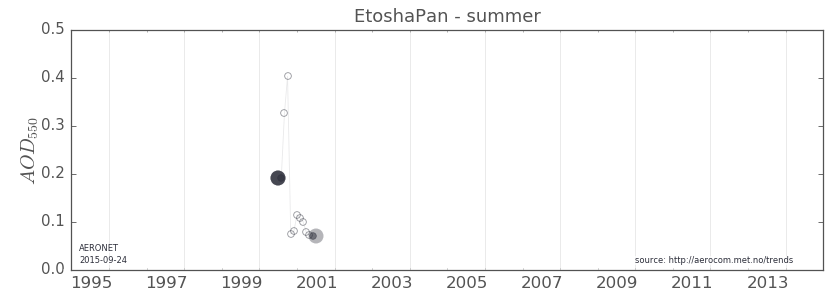 EtoshaPan - summer
0.5
0.4
0.3
0.2
0.1
0.0
AOD550
AERONET
2015-09-24
source: http://aerocom.met.no/trends
1995 1997 1999 2001 2003 2005 2007 2009 2011 2013